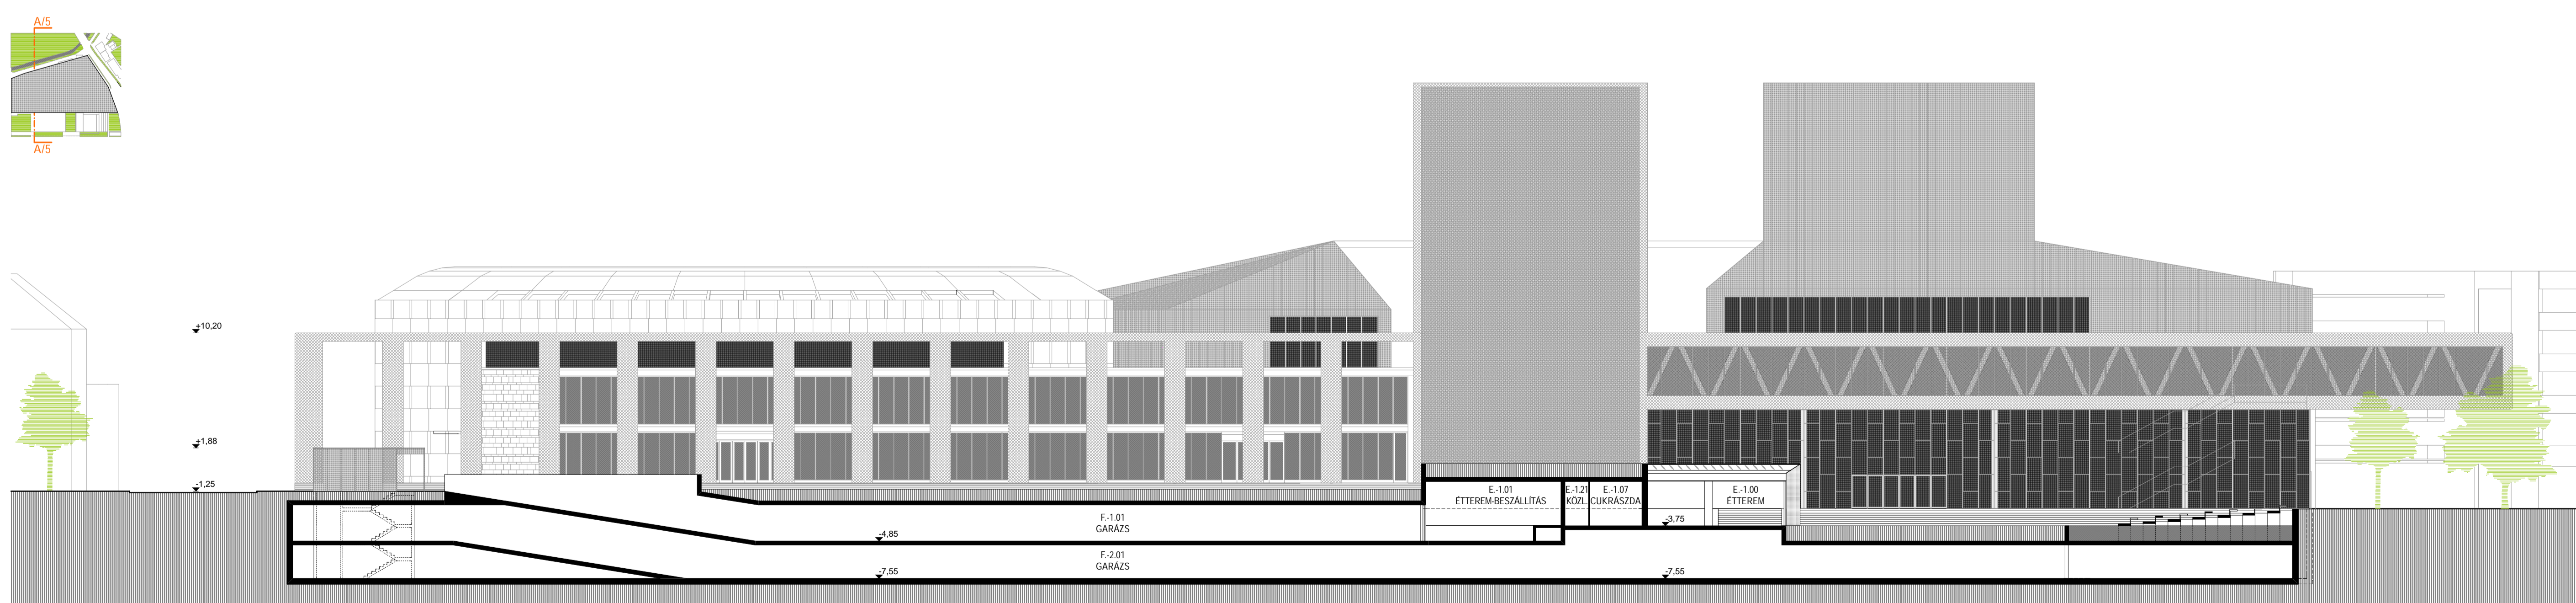 A/5
A/5
+10,20
+1,88
-1,25
E.-1.01
ÉTTEREM-BESZÁLLÍTÁS
E.-1.21
KÖZL.
E.-1.07
CUKRÁSZDA
E.-1.00
ÉTTEREM
F.-1.01
GARÁZS
-4,85
-3,75
F.-2.01
GARÁZS
-7,55
-7,55